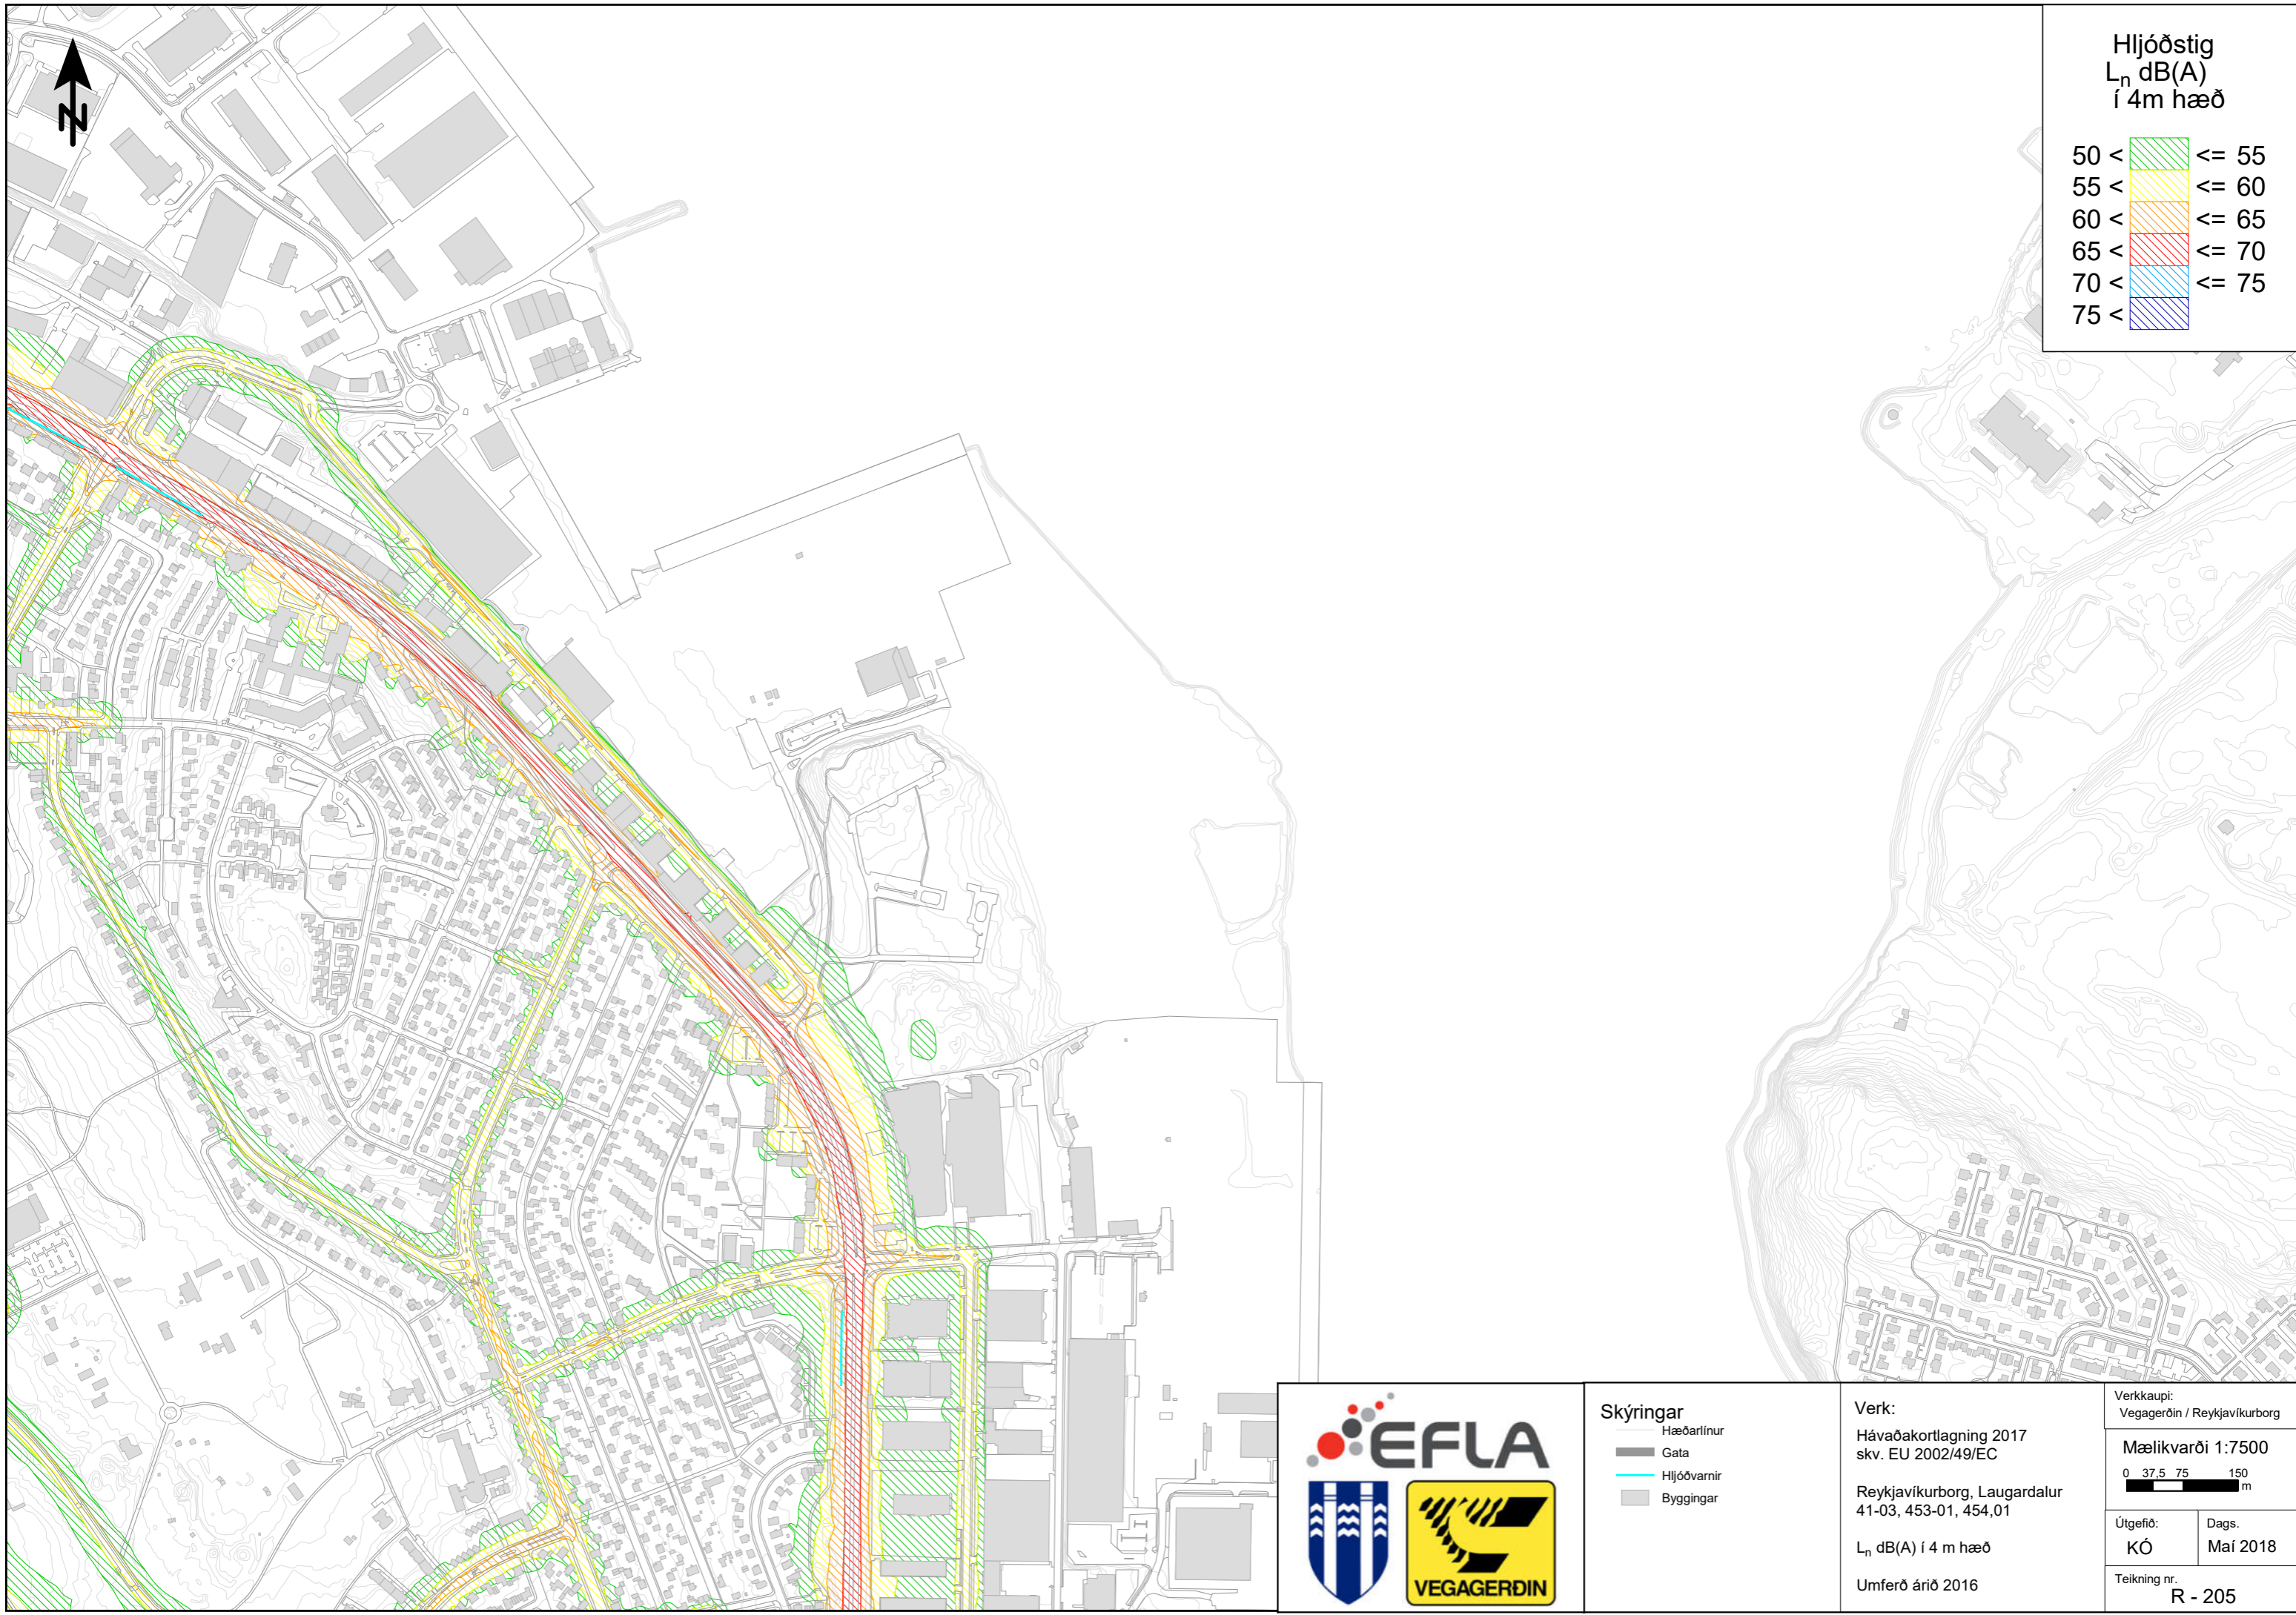 N
Hljóðstig
Ln dB(A)
í 4m hæð
50 < <= 55
55 < <= 60
60 < <= 65
65 < <= 70
70 < <= 75
75 <
EFLA
VEGAGERÐIN
Skýringar
Hæðarlínur
Gata
Hljóðvarnir
Byggingar
Verk:
Hávaðakortlagning 2017
skv. EU 2002/49/EC
Reykjavíkurborg, Laugardalur
41-03, 453-01, 454,01
Ln dB(A) í 4 m hæð
Umferð árið 2016
Verkkaupi:
Vegagerðin / Reykjavíkurborg
Mælikvarði 1:7500
0 37,5 75 150
m
Útgefið:
KÓ
Dags.
Maí 2018
Teikning nr.
R - 205